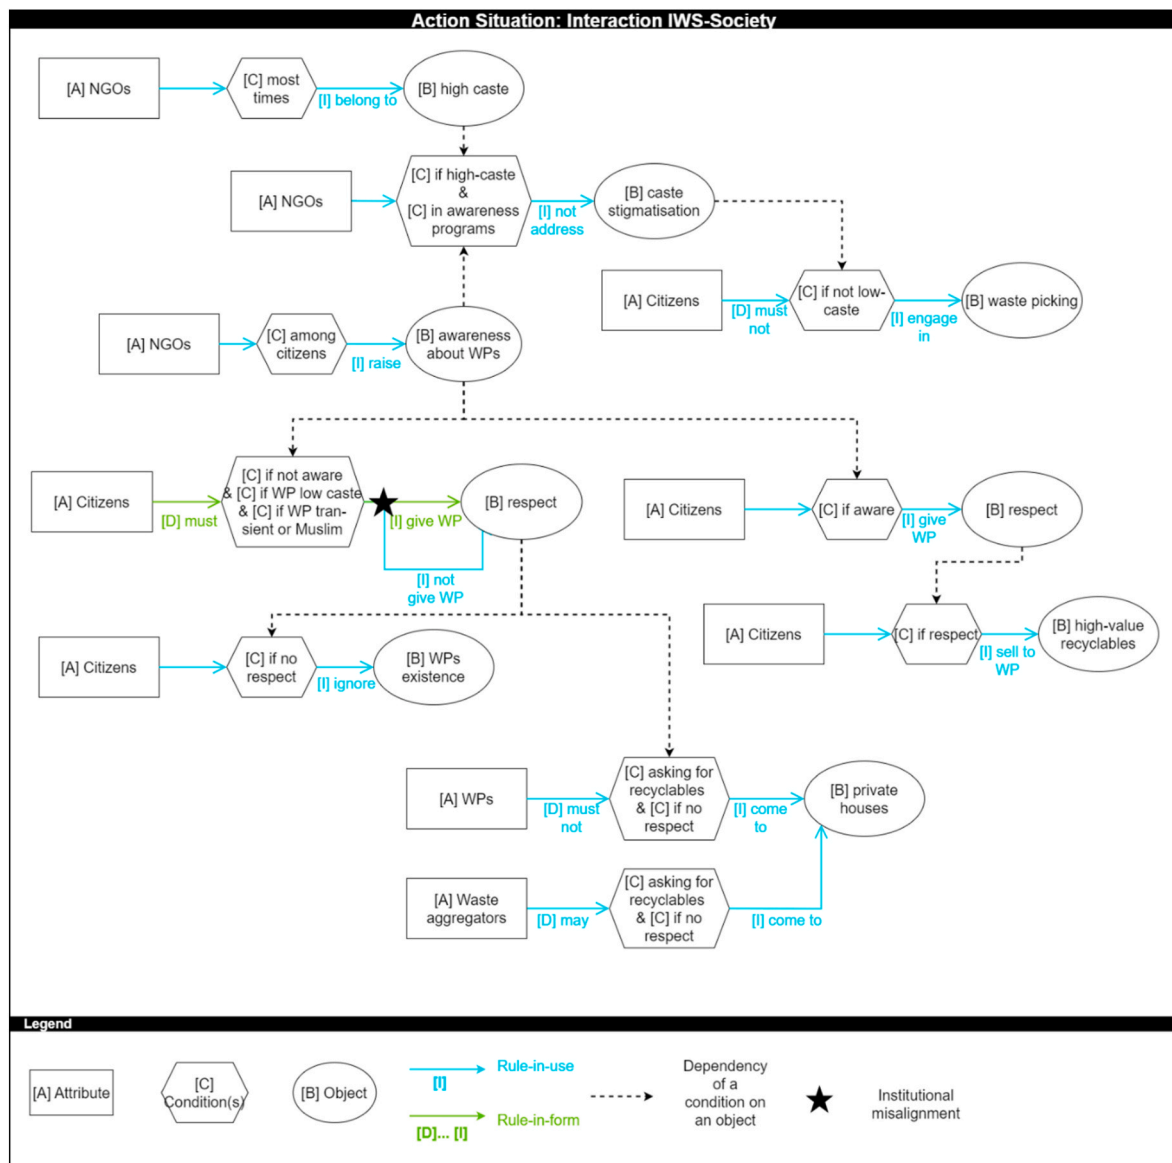 Action Situation: Interaction IWS-Society
[A] NGOs
[C] most
times
[I] belong to
[B] high caste
[A] NGOs
[C] if high-caste
&
[C] in awareness
programs
[I] not
address
[B] caste
stigmatisation
[A] Citizens
[D] must
not
[C] if not low-
caste
[I] engage
in
[B] waste picking
[A] NGOs
[C] among
citizens
[I] raise
[B] awareness
about WPs
[A] Citizens
[D] must
[C] if not aware
& [C] if WP low caste
& [C] if WP tran-
sient or Muslim
[I] give WP
[I] not
give WP
[B] respect
[A] Citizens
[C] if aware
[I] give
WP
[B] respect
[A] Citizens
[C] if no
respect
[I] ignore
[B] WPs
existence
[A] Citizens
[C] if respect
[I] sell to
WP
[B] high-value
recyclables
[A] WPs
[D] must
not
[C] asking for
recyclables
& [C] if no
respect
[I] come
to
[B] private
houses
[A] Waste
aggregators
[D] may
[C] asking for
recyclables
& [C] if no
respect
[I] come to
Legend
[A] Attribute
[C]
Condition(s)
[B] Object
[I]
Rule-in-use
[D]... [I]
Rule-in-form
Dependency
of a
condition on
an object
Institutional
misalignment